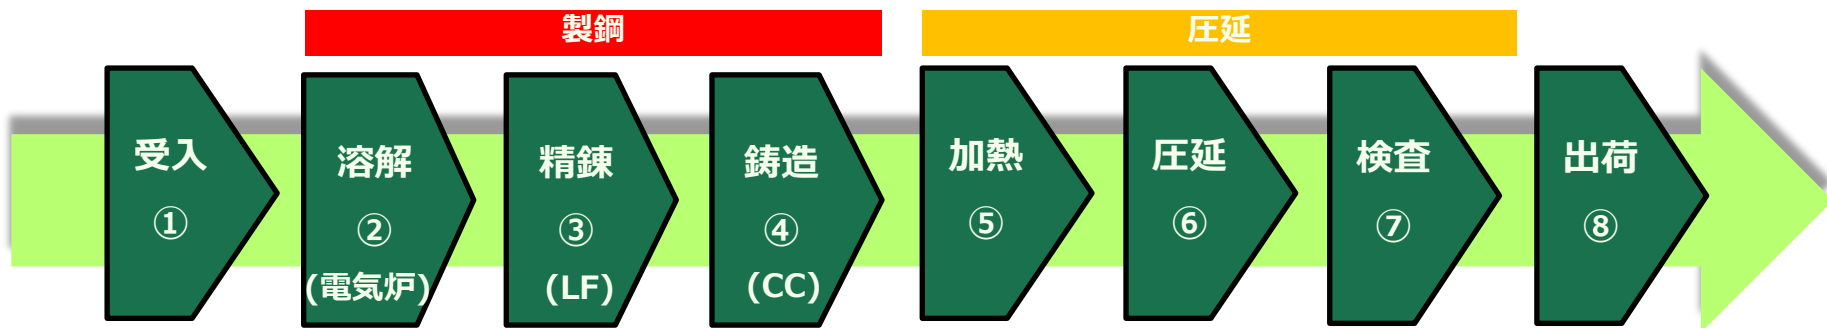 製鋼
圧延
受入
①
溶解
②
(電気炉)
精錬
③
(LF)
鋳造
④
(CC)
加熱
⑤
圧延
⑥
検査
⑦
出荷
⑧